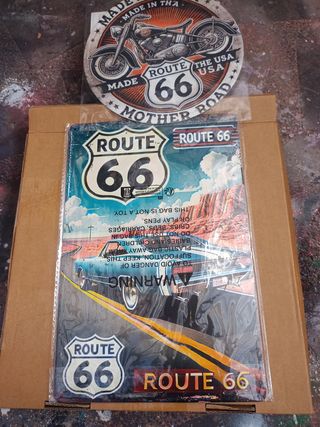 MADE IN THA
MADE
ROUTE
66
THE USA
USA
MOTHER ROAD
ROUTE
66
ROUTE 66
WARNING
TO AVOID DANGER OF
SUFFOCATION, KEEP THIS
PLASTIC BAG AWAY FROM
BABIES AND CHILDREN.
DO NOT USE THIS BAG IN
CRIBS, BEDS, CARRIAGES
OR PLAY PENS.
THIS BAG IS NOT A TOY.
ROUTE
66
ROUTE 66